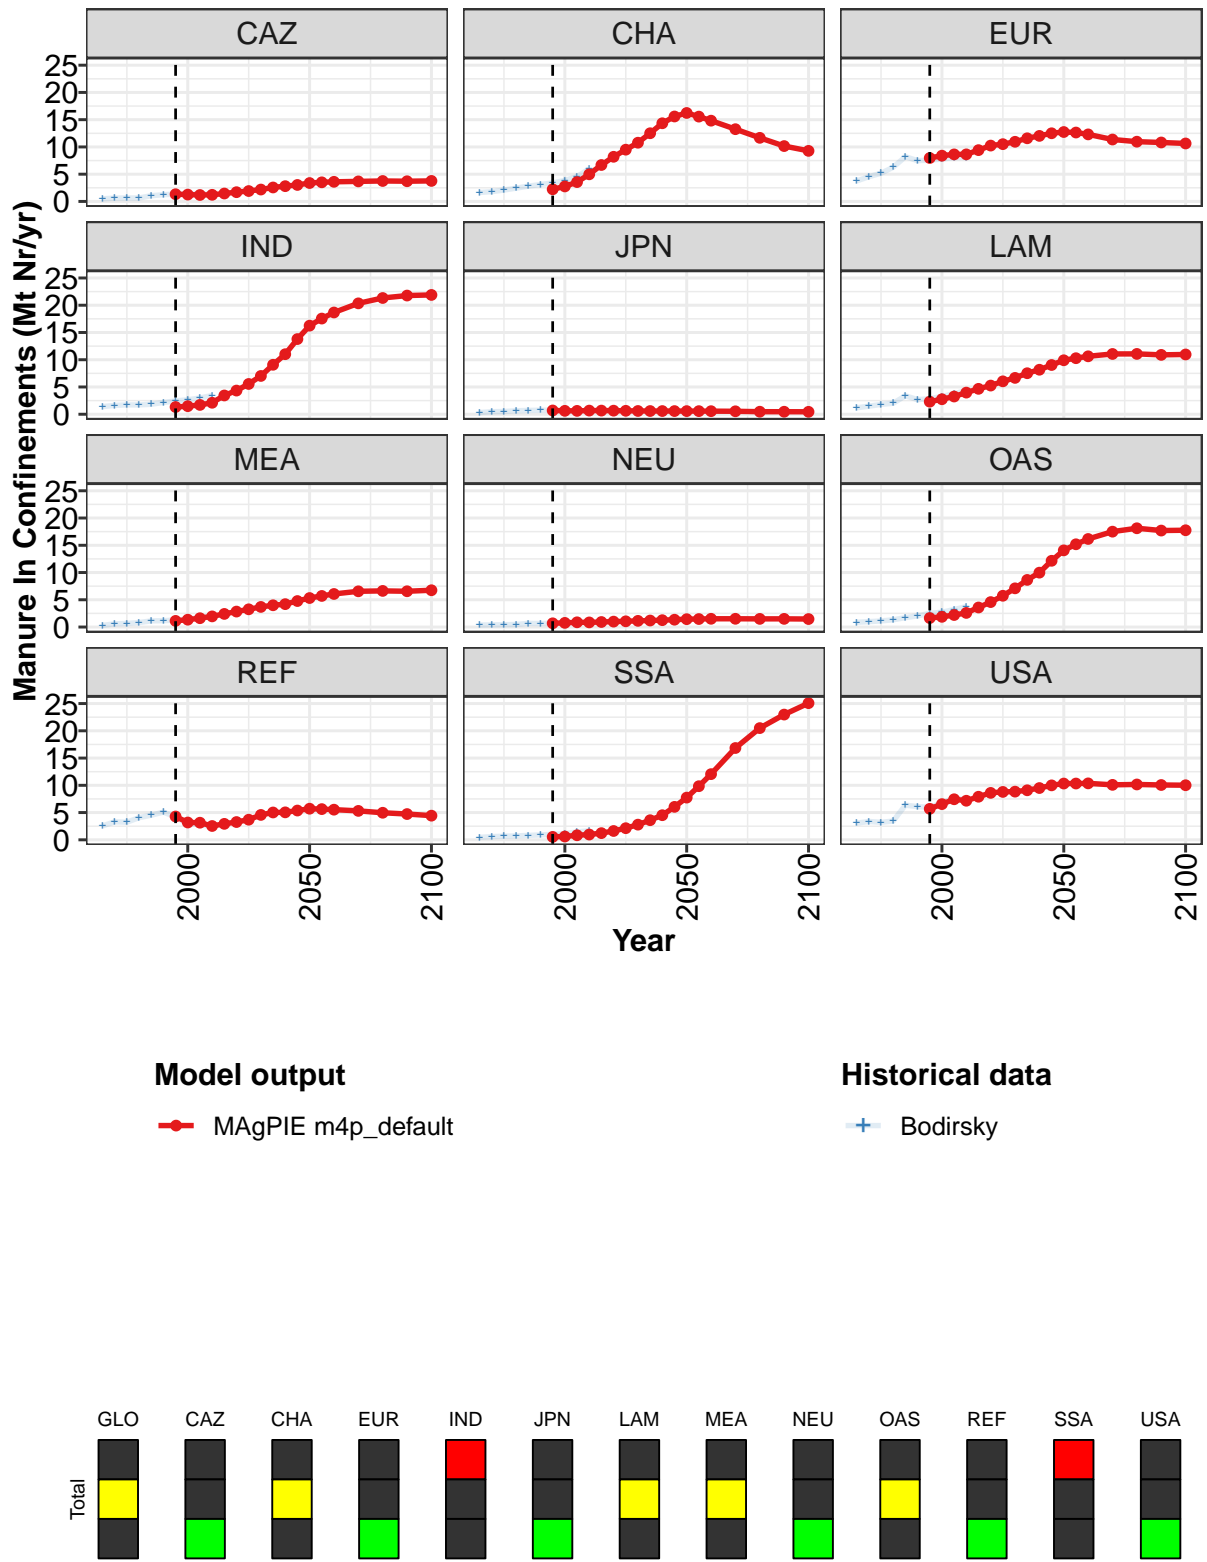 CAZ CHA EUR
25
20
15
10
5
0
IND JPN LAM
25
20
15
10
5
0
MEA NEU OAS
25
20
15
10
5
0
REF SSA USA
25
20
15
10
5
0
Manure In Confinements (Mt Nr/yr)
2000 2050 2100 2000 2050 2100 2000 2050 2100
Year
Model output
MAgPIE m4p_default
Historical data
Bodirsky
GLO CAZ CHA EUR IND JPN LAM MEA NEU OAS REF SSA USA
Total